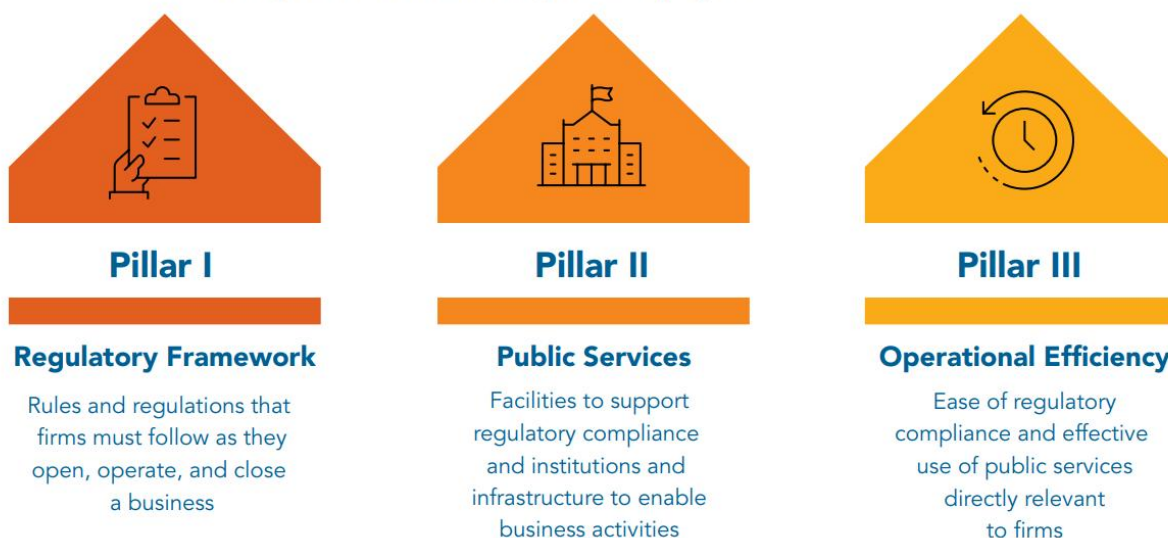 Pillar I
Regulatory Framework
Rules and regulations that
firms must follow as they
open, operate, and close
a business
Pillar II
Public Services
Facilities to support
regulatory compliance
and institutions and
infrastructure to enable
business activities
Pillar III
Operational Efficiency
Ease of regulatory
compliance and effective
use of public services
directly relevant
to firms